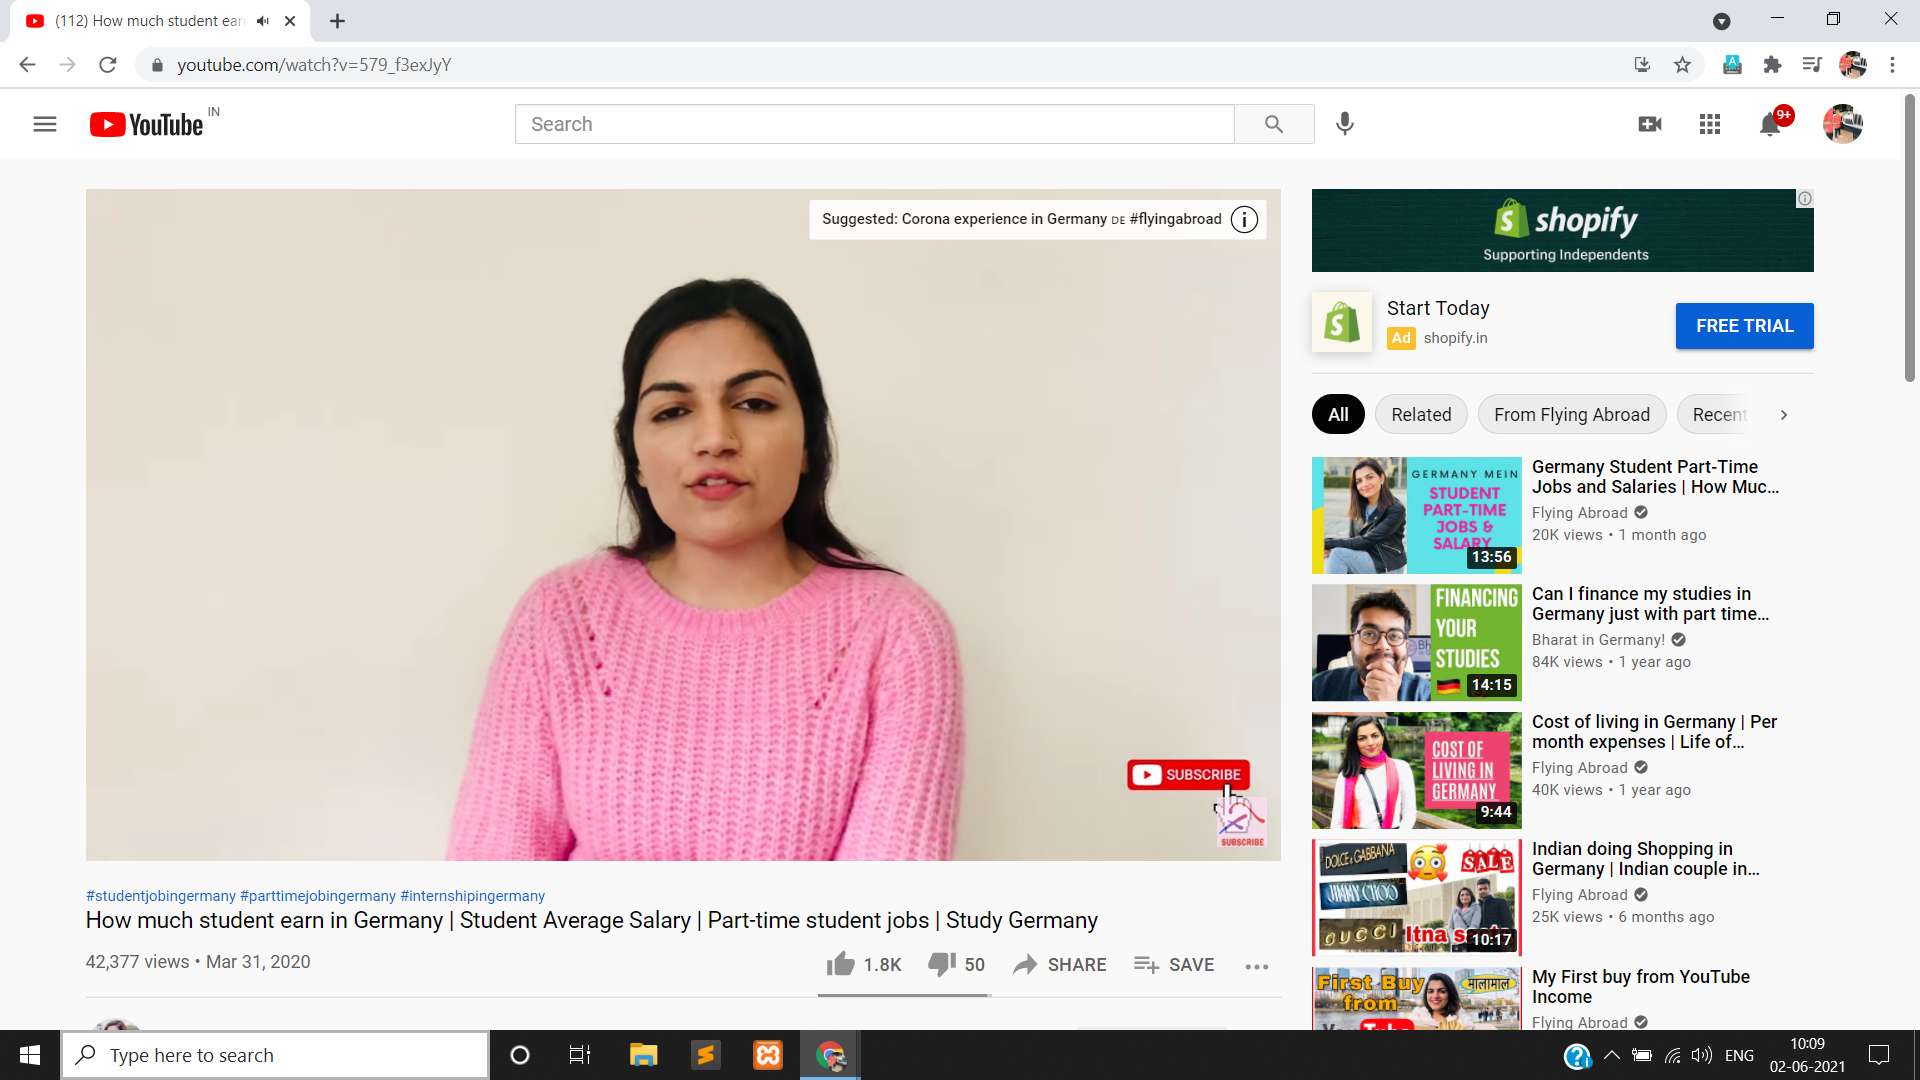 (112) How much student ear
youtube.com/watch?v=579_f3exJyY
YouTube IN
Search
9+
Suggested: Corona experience in Germany DE #flyingabroad
SUBSCRIBE
SUBSCRIBE
#studentjobingermany #parttimejobingermany #internshipingermany
How much student earn in Germany | Student Average Salary | Part-time student jobs | Study Germany
42,377 views • Mar 31, 2020
1.8K 50 SHARE SAVE
shopify
Supporting Independents
Start Today
Ad shopify.in
FREE TRIAL
All Related From Flying Abroad Recent
GERMANY MEIN
STUDENT
PART-TIME
JOBS &
SALARY
13:56
Germany Student Part-Time
Jobs and Salaries | How Muc...
Flying Abroad
20K views • 1 month ago
FINANCING
YOUR
STUDIES
14:15
Can I finance my studies in
Germany just with part time...
Bharat in Germany!
84K views • 1 year ago
COST OF
LIVING IN
GERMANY
9:44
Cost of living in Germany | Per
month expenses | Life of...
Flying Abroad
40K views • 1 year ago
DOLCE & GABBANA
SALE
JIMMY CHOO
GUCCI
Itna
10:17
Indian doing Shopping in
Germany | Indian couple in...
Flying Abroad
25K views • 6 months ago
First Buy
from
मालामाल
My First buy from YouTube
Income
Flying Abroad
Type here to search
ENG
10:09
02-06-2021